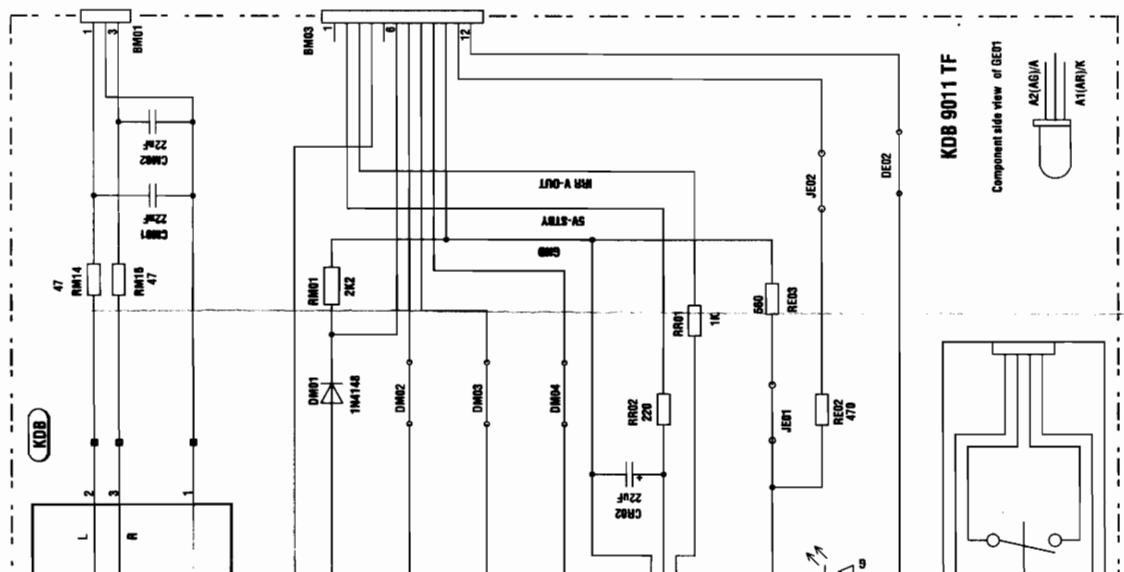 1
3
BM01
BM03
1
6
12
KDB 9011 TF
Component side view of GE01
A2(AG)/A
A1(AR)/K
22nF
CM02
22nF
CM01
IRR V-OUT
5V-STBY
GND
JE02
DE02
47
RM14
RM15
47
RM01
2K2
RR01
1K
560
RE03
DM01
1N4148
DM02
DM03
DM04
RR02
220
JE01
RE02
470
KDB
22uF
CR02
+
2
3
1
L
R
9